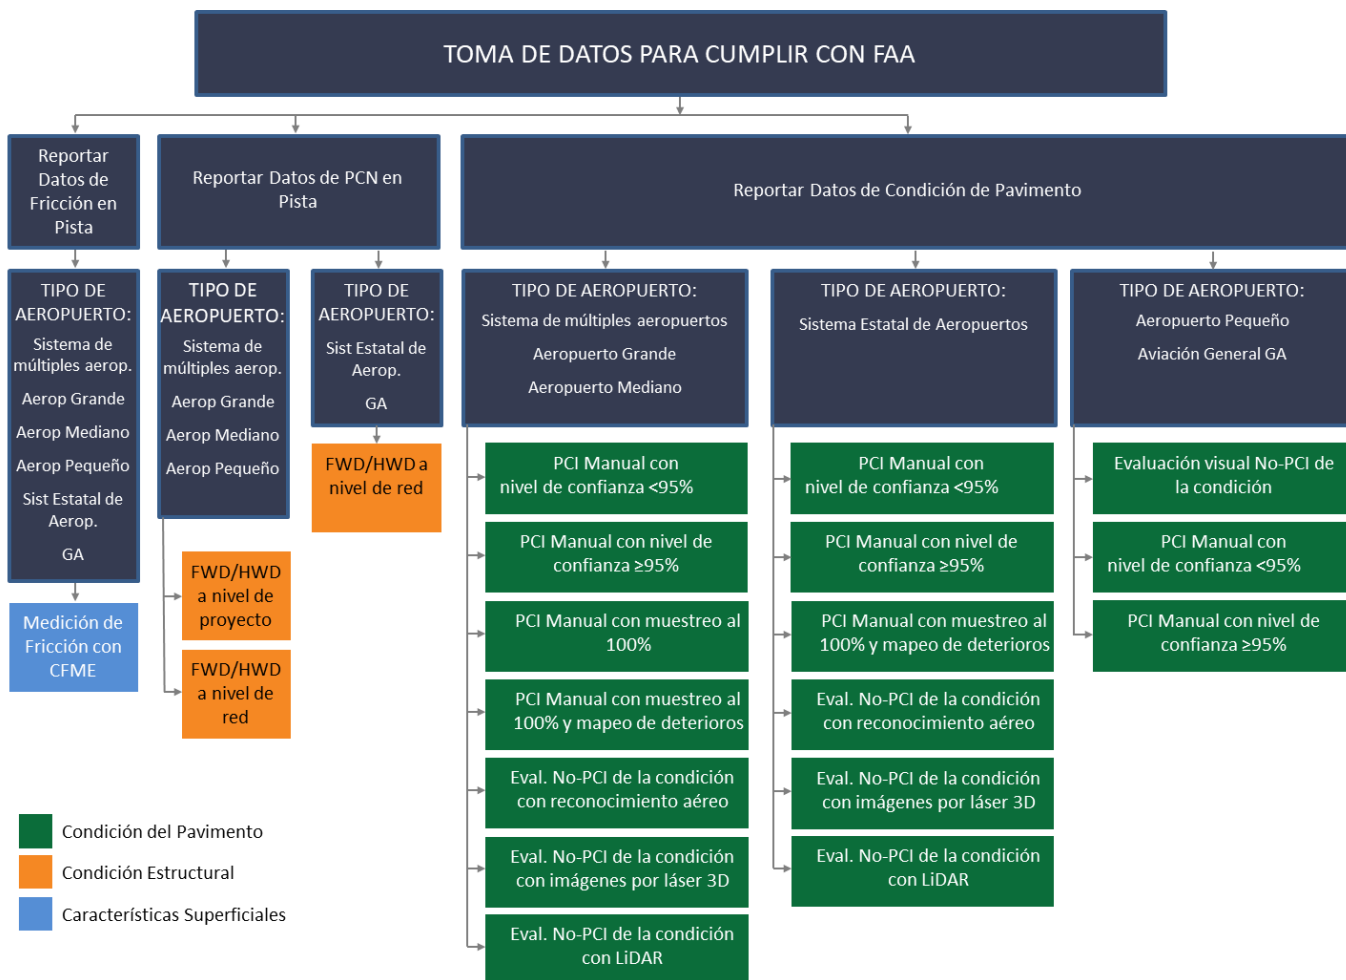 TOMA DE DATOS PARA CUMPLIR CON FAA
Reportar
Datos de
Fricción en
Pista
Reportar Datos de PCN en
Pista
Reportar Datos de Condición de Pavimento
TIPO DE
AEROPUERTO:
Sistema de
múltiples aerop.
Aerop Grande
Aerop Mediano
Aerop Pequeño
Sist Estatal de
Aerop.
GA
Medición de
Fricción con
CFME
TIPO DE
AEROPUERTO:
Sistema de
múltiples aerop.
Aerop Grande
Aerop Mediano
Aerop Pequeño
FWD/HWD
a nivel de
proyecto
FWD/HWD
a nivel de
red
TIPO DE
AEROPUERTO:
Sist Estatal de
Aerop.
GA
FWD/HWD a
nivel de red
TIPO DE AEROPUERTO:
Sistema de múltiples aeropuertos
Aeropuerto Grande
Aeropuerto Mediano
PCI Manual con
nivel de confianza <95%
PCI Manual con nivel de
confianza ≥95%
PCI Manual con muestreo al
100%
PCI Manual con muestreo al
100% y mapeo de deterioros
Eval. No-PCI de la condición
con reconocimiento aéreo
Eval. No-PCI de la condición
con imágenes por láser 3D
Eval. No-PCI de la condición
con LiDAR
TIPO DE AEROPUERTO:
Sistema Estatal de Aeropuertos
PCI Manual con
nivel de confianza <95%
PCI Manual con nivel de
confianza ≥95%
PCI Manual con muestreo al
100% y mapeo de deterioros
Eval. No-PCI de la condición
con reconocimiento aéreo
Eval. No-PCI de la condición
con imágenes por láser 3D
Eval. No-PCI de la condición
con LiDAR
TIPO DE AEROPUERTO:
Aeropuerto Pequeño
Aviación General GA
Evaluación visual No-PCI de
la condición
PCI Manual con
nivel de confianza <95%
PCI Manual con nivel de
confianza ≥95%
Condición del Pavimento
Condición Estructural
Características Superficiales